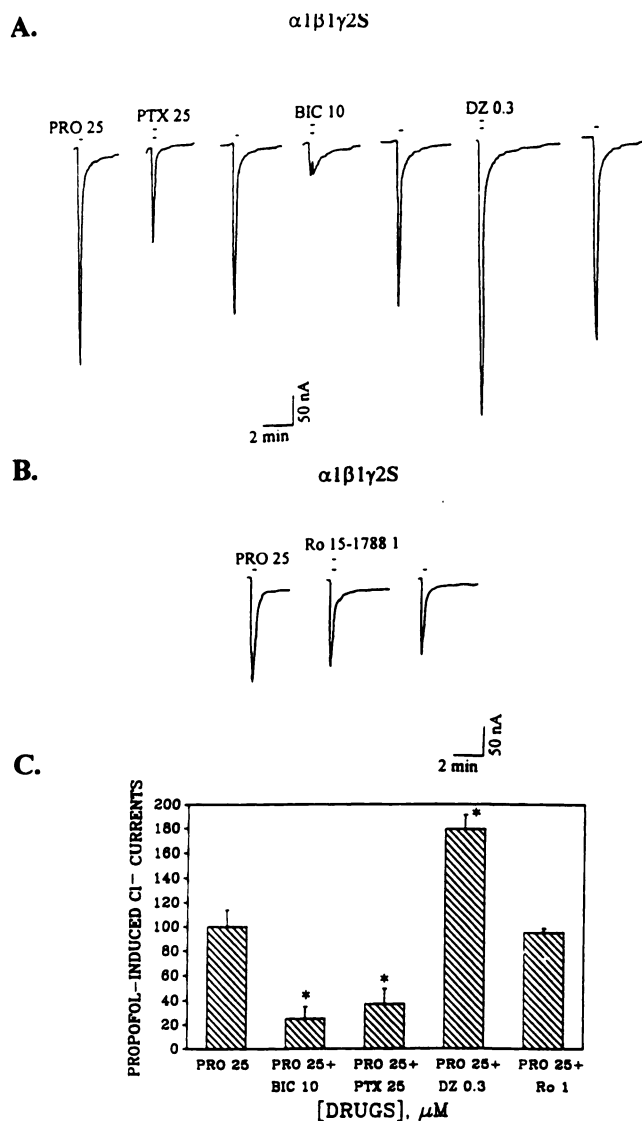 A.
α1β1γ2S
PRO 25
PTX 25
BIC 10
DZ 0.3
2 min
50 nA
B.
α1β1γ2S
PRO 25
Ro 15-1788 1
2 min
50 nA
C.
PROPOFOL-INDUCED Cl- CURRENTS
200
180
160
140
120
100
80
60
40
20
0
*
*
*
PRO 25
PRO 25+
BIC 10
PRO 25+
PTX 25
PRO 25+
DZ 0.3
PRO 25+
Ro 1
[DRUGS], μM